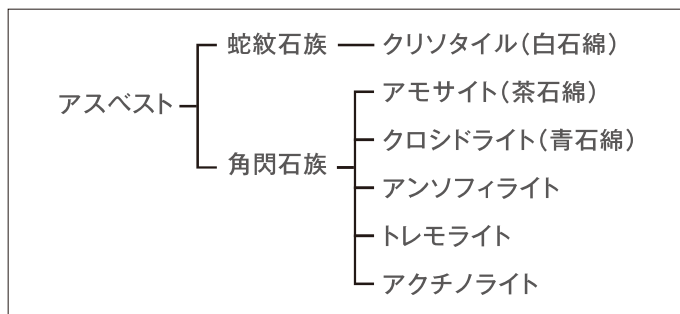 アスベスト
蛇紋石族
クリソタイル（白石綿）
角閃石族
アモサイト（茶石綿）
クロシドライト（青石綿）
アンソフィライト
トレモライト
アクチノライト